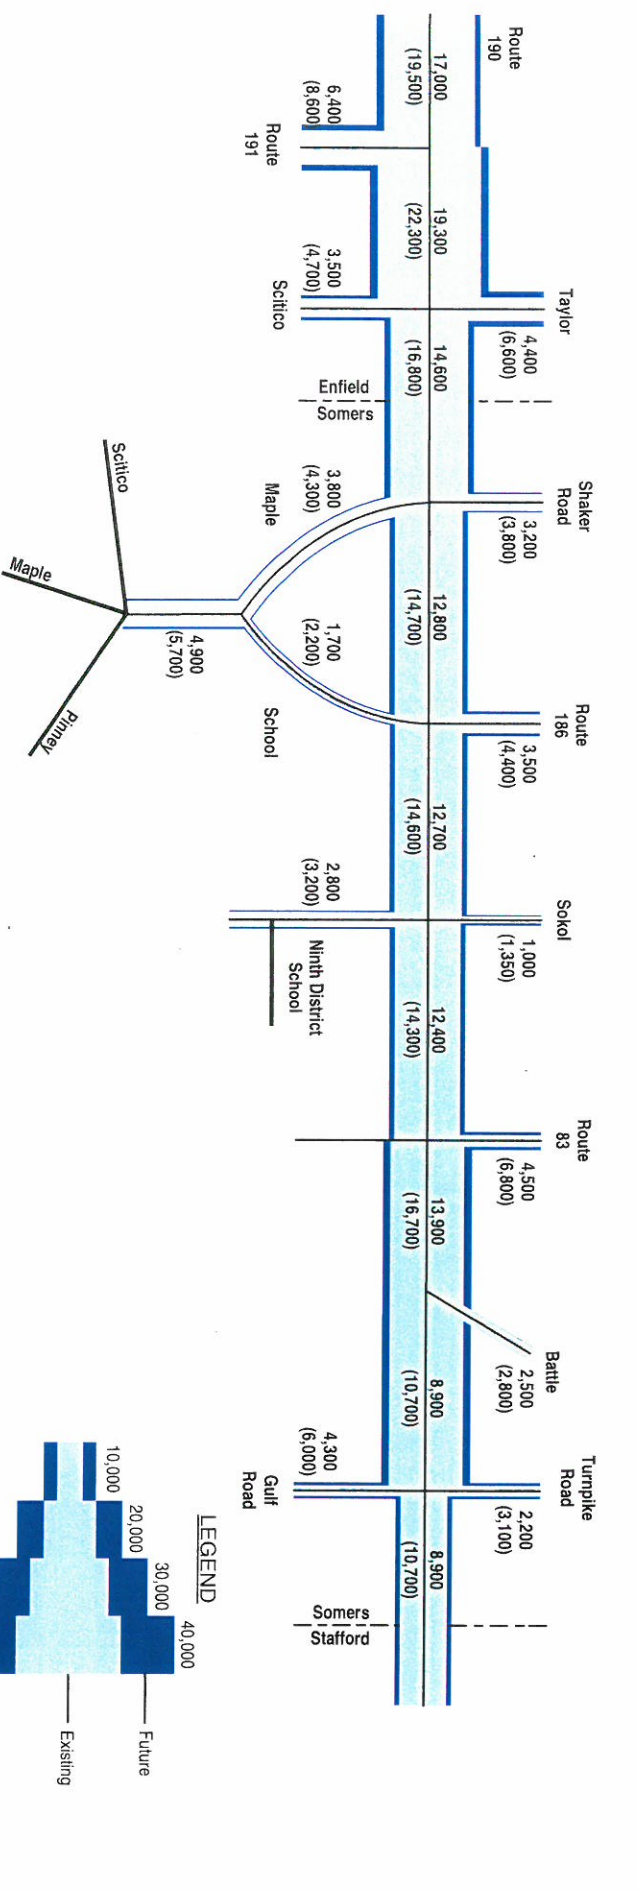 Route
190
17,000
(19,500)
6,400
(8,600)
Route
191
19,300
(22,300)
3,500
(4,700)
Scitico
Taylor
4,400
(6,600)
14,600
(16,800)
Enfield
Somers
Shaker
Road
3,200
(3,800)
3,800
(4,300)
Maple
12,800
(14,700)
1,700
(2,200)
School
Scitico
Maple
Pinney
4,900
(5,700)
Route
186
3,500
(4,400)
12,700
(14,600)
2,800
(3,200)
Sokol
1,000
(1,350)
Ninth District
School
12,400
(14,300)
Route
83
4,500
(6,800)
13,900
(16,700)
Battle
2,500
(2,800)
8,900
(10,700)
4,300
(6,000)
Gulf
Road
Turnpike
Road
2,200
(3,100)
8,900
(10,700)
Somers
Stafford
LEGEND
10,000
20,000
30,000
40,000
Future
Existing